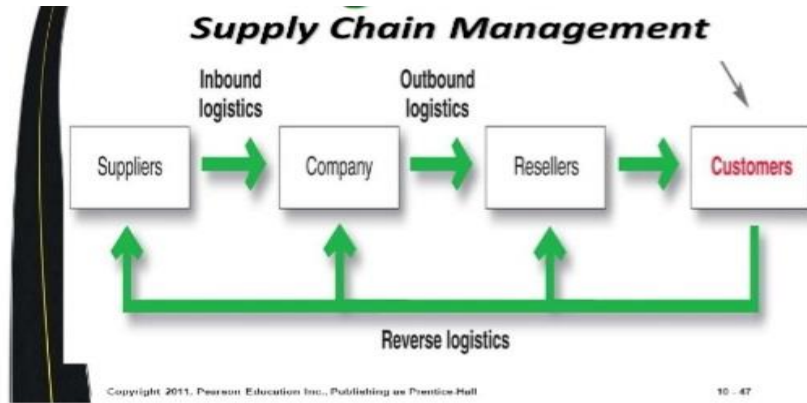 Supply Chain Management
Inbound
logistics
Outbound
logistics
Suppliers
Company
Resellers
Customers
Reverse logistics
Copyright 2011, Pearson Education Inc., Publishing as Prentice-Hall
10 - 47